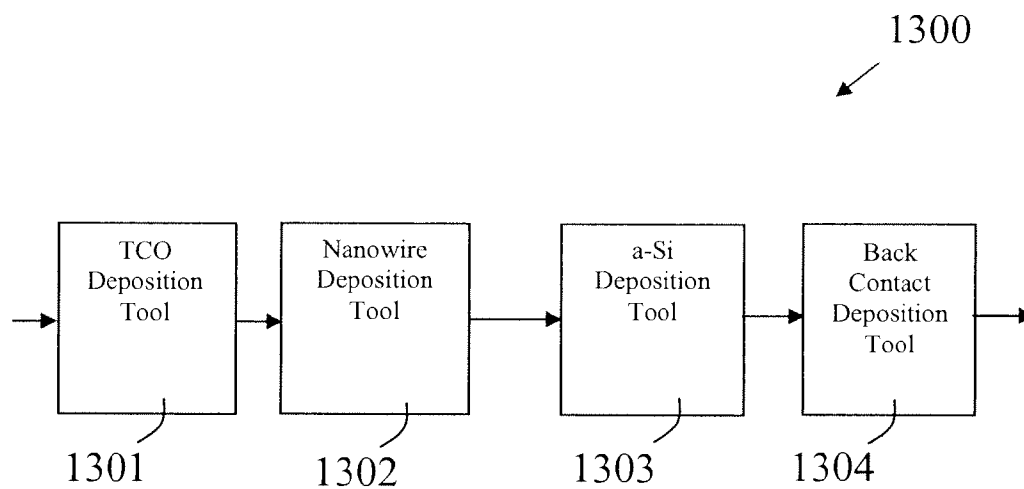 1300
TCO
Deposition
Tool
Nanowire
Deposition
Tool
a-Si
Deposition
Tool
Back
Contact
Deposition
Tool
1301
1302
1303
1304